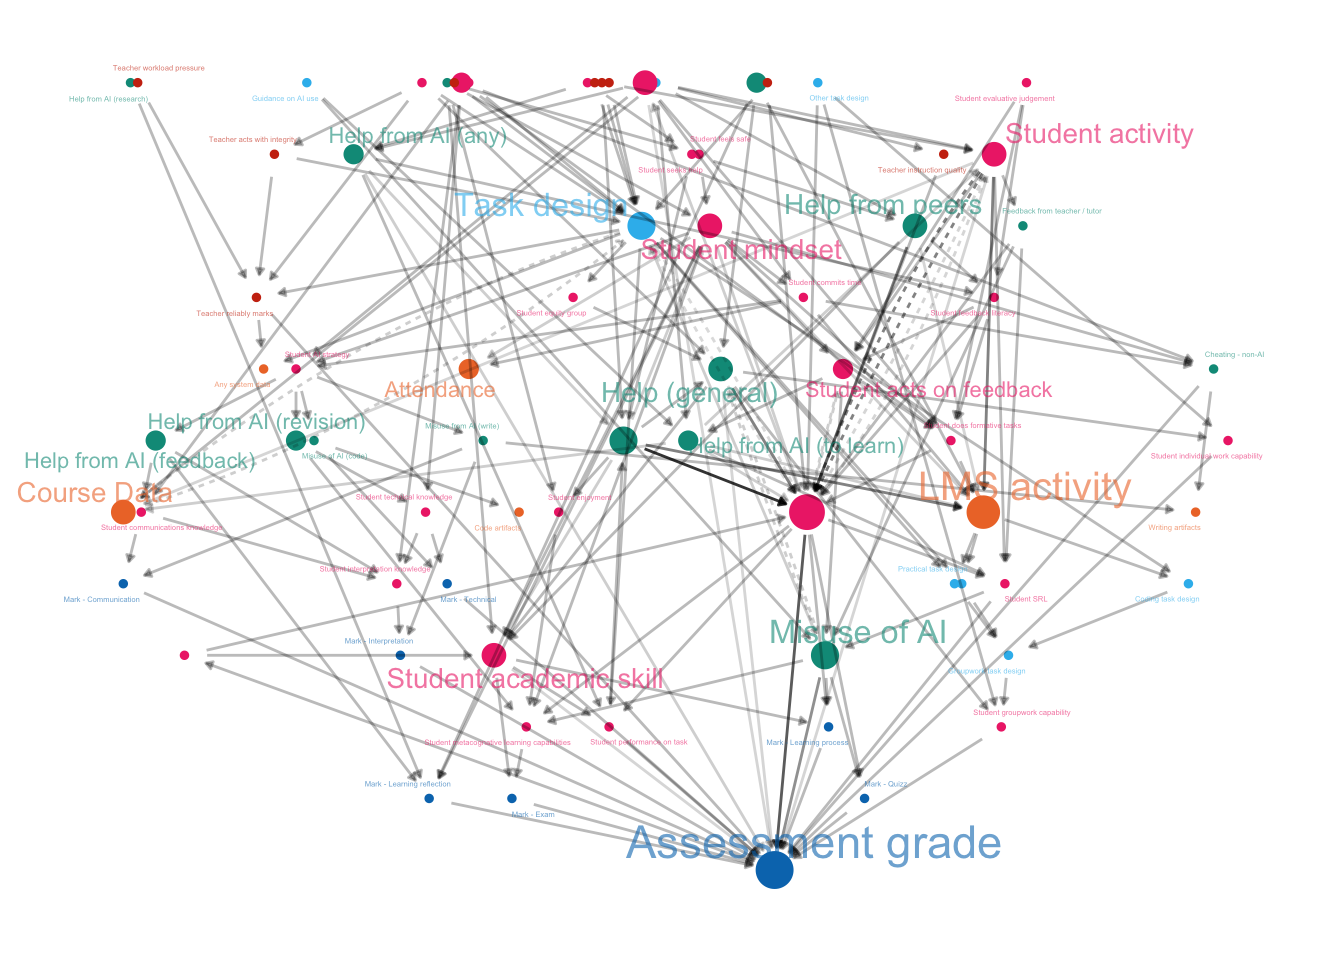 Teacher workload pressure
Help from AI (research)
Guidance on AI use
Other task design
Student evaluative judgement
Teacher acts with integrity
Help from AI (any)
Student feels safe
Student activity
Student seeks help
Teacher instruction quality
Task design
Help from peers
Feedback from teacher / tutor
Student mindset
Student commits time
Teacher reliably marks
Student equity group
Student feedback literacy
Cheating - non-AI
Any system data
Attendance
Help (general)
Student acts on feedback
Help from AI (revision)
Misuse from AI (write)
Student does formative tasks
Help from AI (feedback)
Misuse of AI (code)
Help from AI (to learn)
Student individual work capability
Course Data
LMS activity
Student technical knowledge
Student enjoyment
Student communications knowledge
Code artifacts
Writing artifacts
Student interpretation knowledge
Practical task design
Mark - Communication
Mark - Technical
Student SRL
Coding task design
Mark - Interpretation
Misuse of AI
Groupwork task design
Student academic skill
Student groupwork capability
Student metacognative learning capabilities
Student performance on task
Mark - Learning process
Mark - Learning reflection
Mark - Quizz
Mark - Exam
Assessment grade